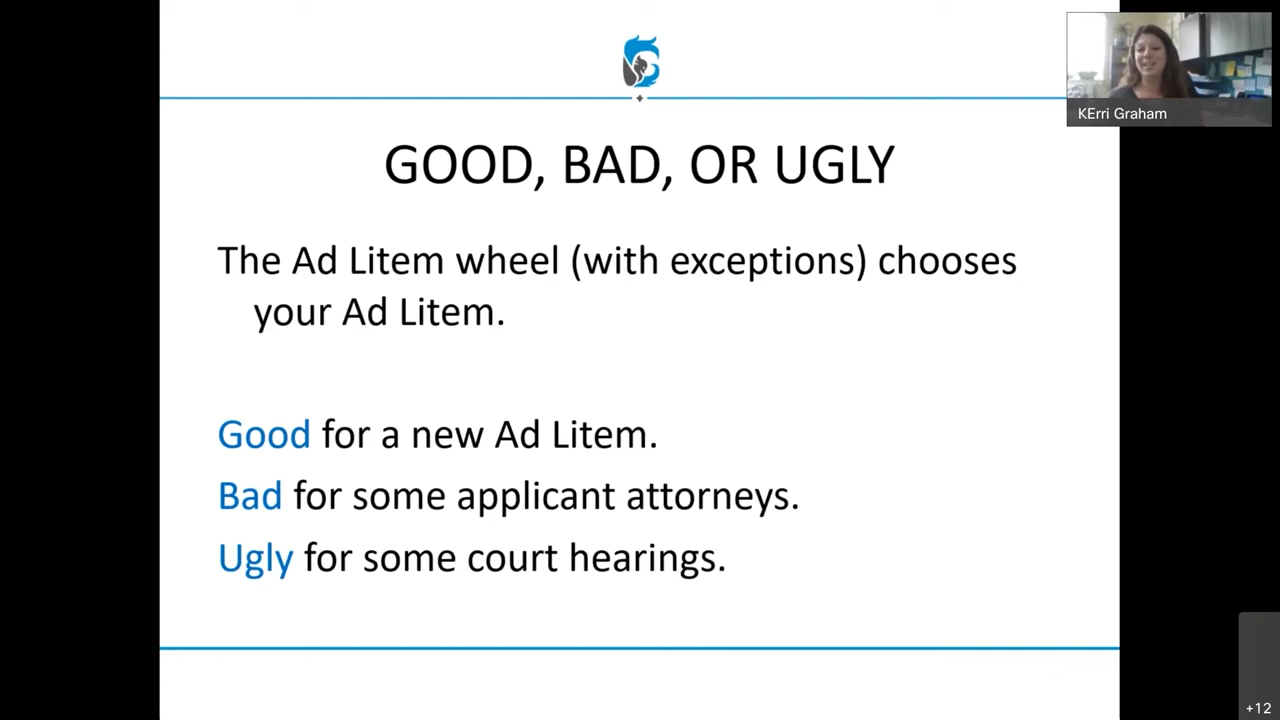 KErri Graham
GOOD, BAD, OR UGLY
The Ad Litem wheel (with exceptions) chooses
your Ad Litem.
Good for a new Ad Litem.
Bad for some applicant attorneys.
Ugly for some court hearings.
+12